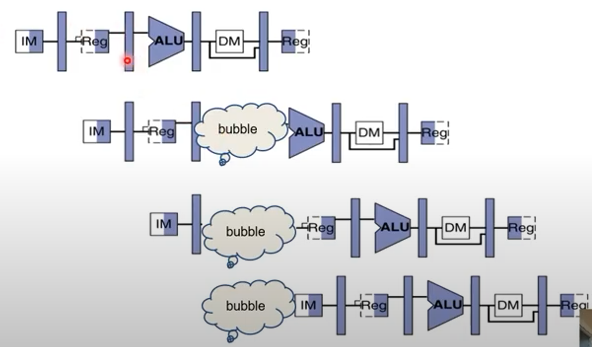 IM Reg ALU DM Reg
IM Reg bubble ALU DM Reg
IM bubble Reg ALU DM Reg
bubble IM Reg ALU DM Reg